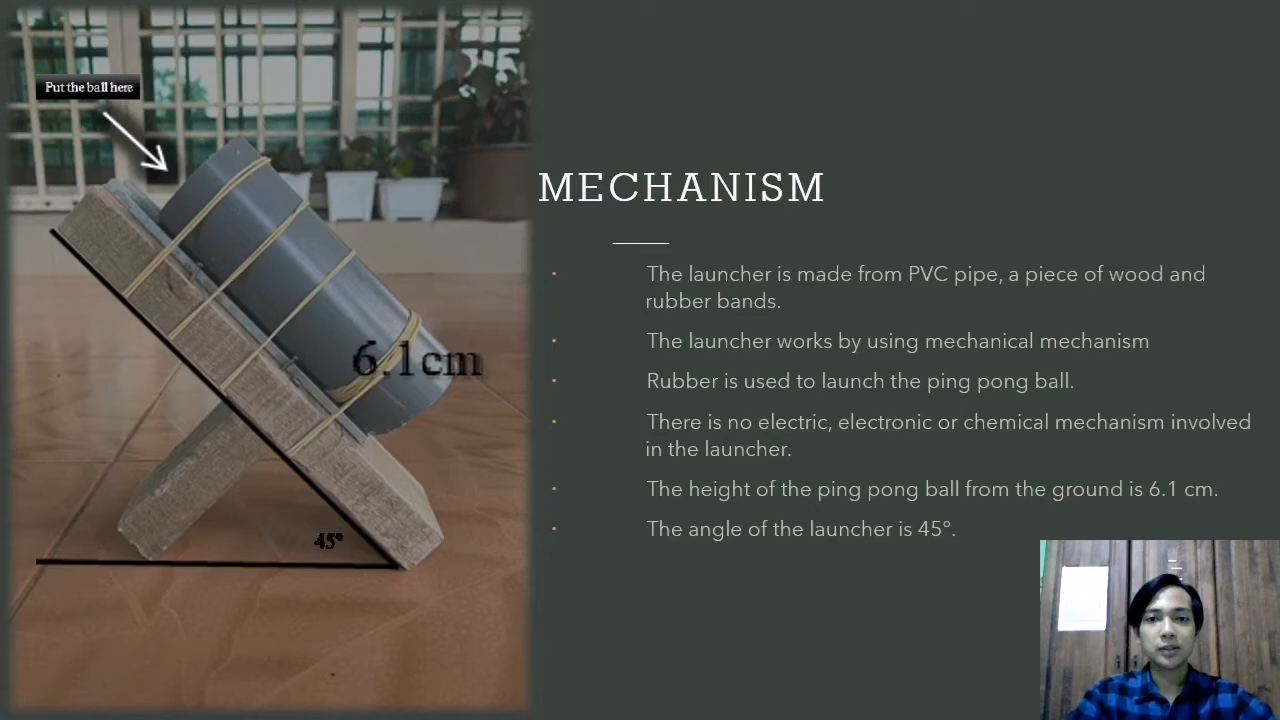 Put the ball here
6.1cm
45°
MECHANISM
The launcher is made from PVC pipe, a piece of wood and
rubber bands.
The launcher works by using mechanical mechanism
Rubber is used to launch the ping pong ball.
There is no electric, electronic or chemical mechanism involved
in the launcher.
The height of the ping pong ball from the ground is 6.1 cm.
The angle of the launcher is 45°.